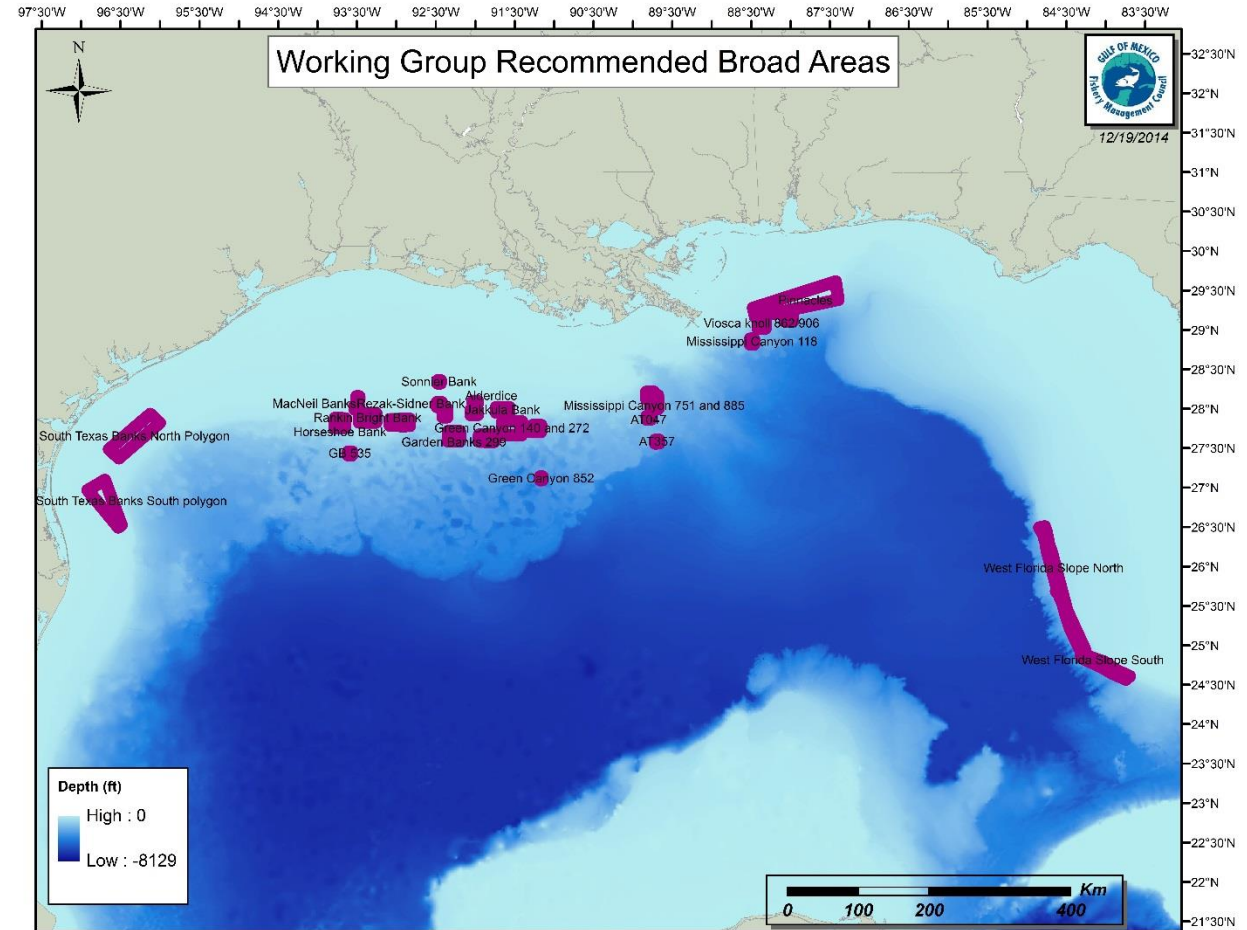 97°30'W 96°30'W 95°30'W 94°30'W 93°30'W 92°30'W 91°30'W 90°30'W 89°30'W 88°30'W 87°30'W 86°30'W 85°30'W 84°30'W 83°30'W
N
Working Group Recommended Broad Areas
GULF OF MEXICO
Fishery Management Council
12/19/2014
32°30'N
32°N
31°30'N
31°N
30°30'N
30°N
29°30'N
29°N
28°30'N
28°N
27°30'N
27°N
26°30'N
26°N
25°30'N
25°N
24°30'N
24°N
23°30'N
23°N
22°30'N
22°N
21°30'N
Pinnacles
Viosca knoll 862/906
Mississippi Canyon 118
Sonnier Bank
Alderdice
MacNeil Banks
Rezak-Sidner Bank
Jakkula Bank
Mississippi Canyon 751 and 885
Rankin Bright Bank
AT047
Horseshoe Bank
Green Canyon 140 and 272
South Texas Banks North Polygon
Garden Banks 299
AT357
GB 535
Green Canyon 852
South Texas Banks South polygon
West Florida Slope North
West Florida Slope South
Depth (ft)
High : 0
Low : -8129
Km
0 100 200 400